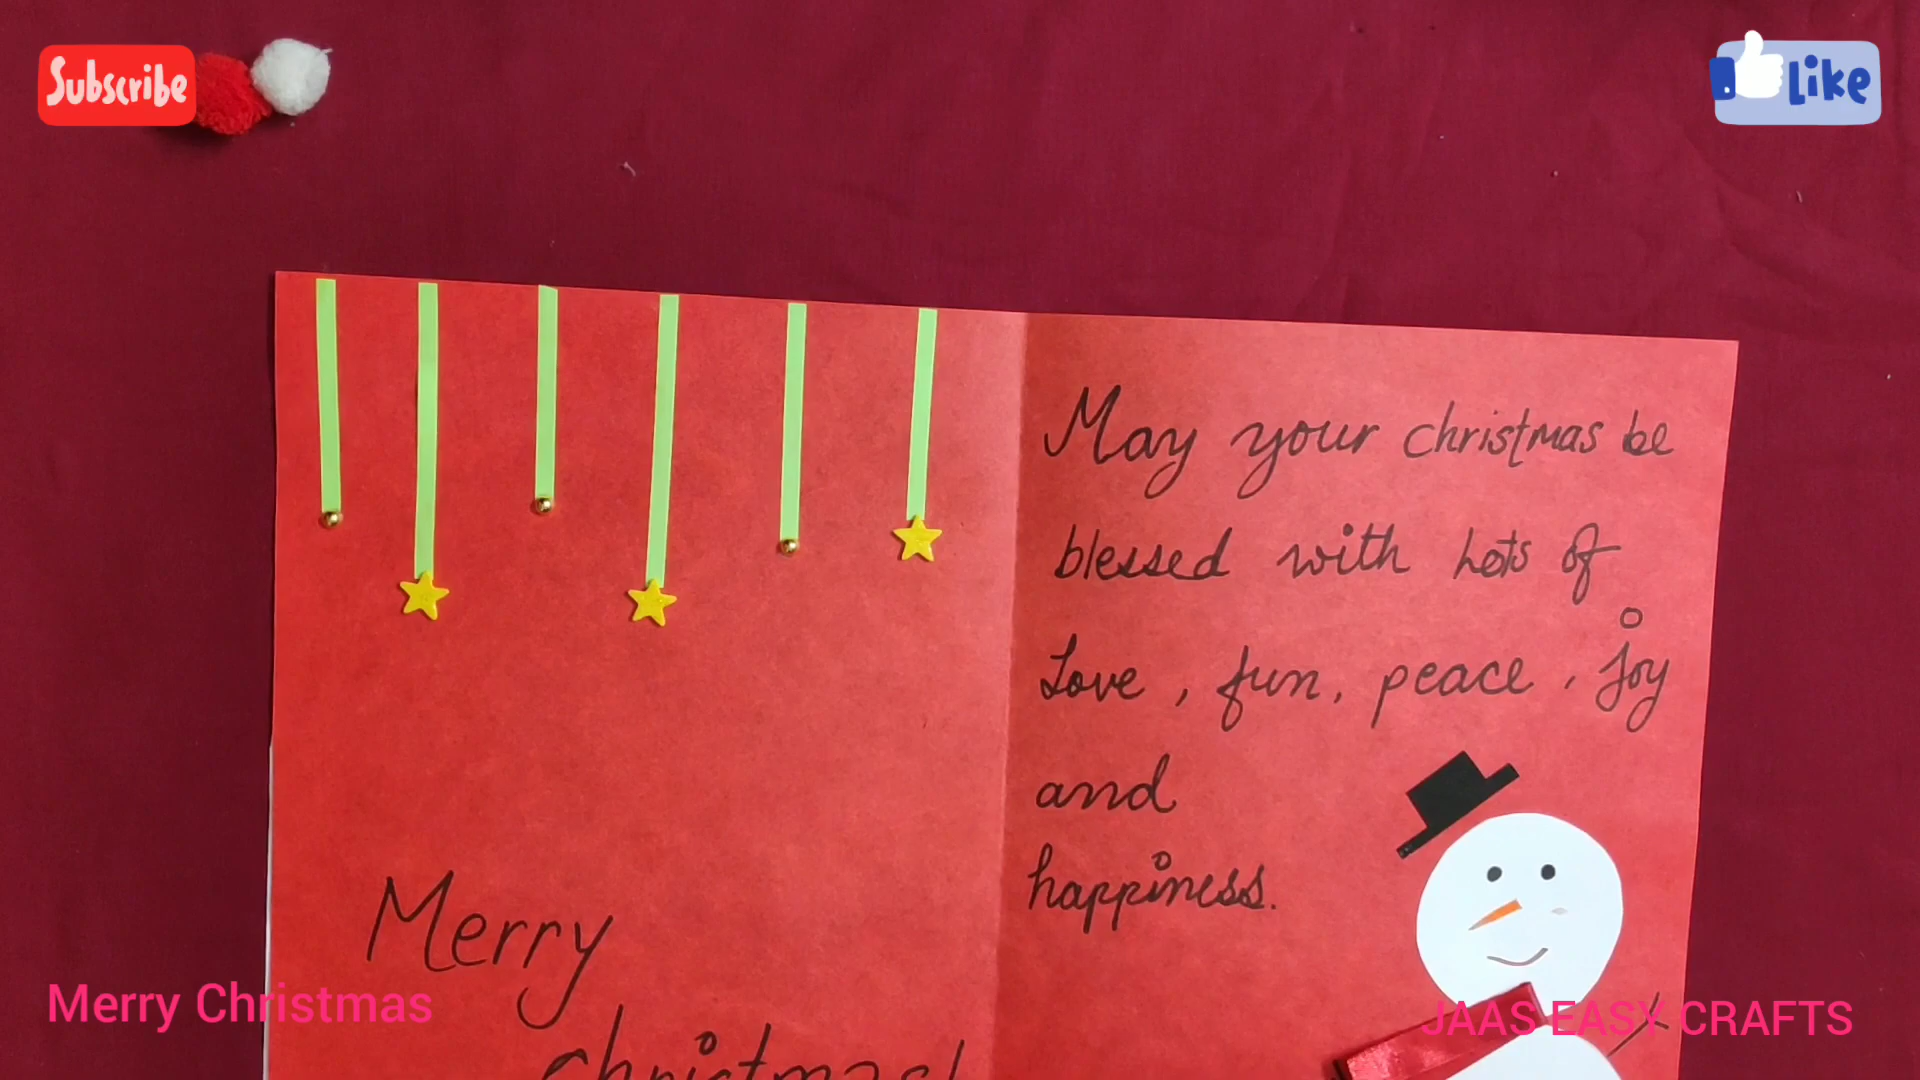 Subscribe
Like
May your christmas be
blessed with lots of
Love , fun, peace , joy
and
happiness.
Merry
christmas!
Merry Christmas
JAAS EASY CRAFTS